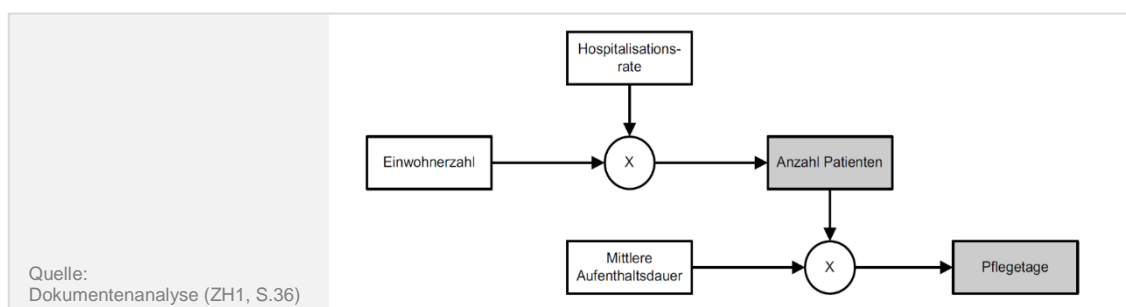 Hospitalisations-
rate
Einwohnerzahl
X
Anzahl Patienten
Mittlere
Aufenthaltsdauer
X
Pflegetage
Quelle:
Dokumentenanalyse (ZH1, S.36)